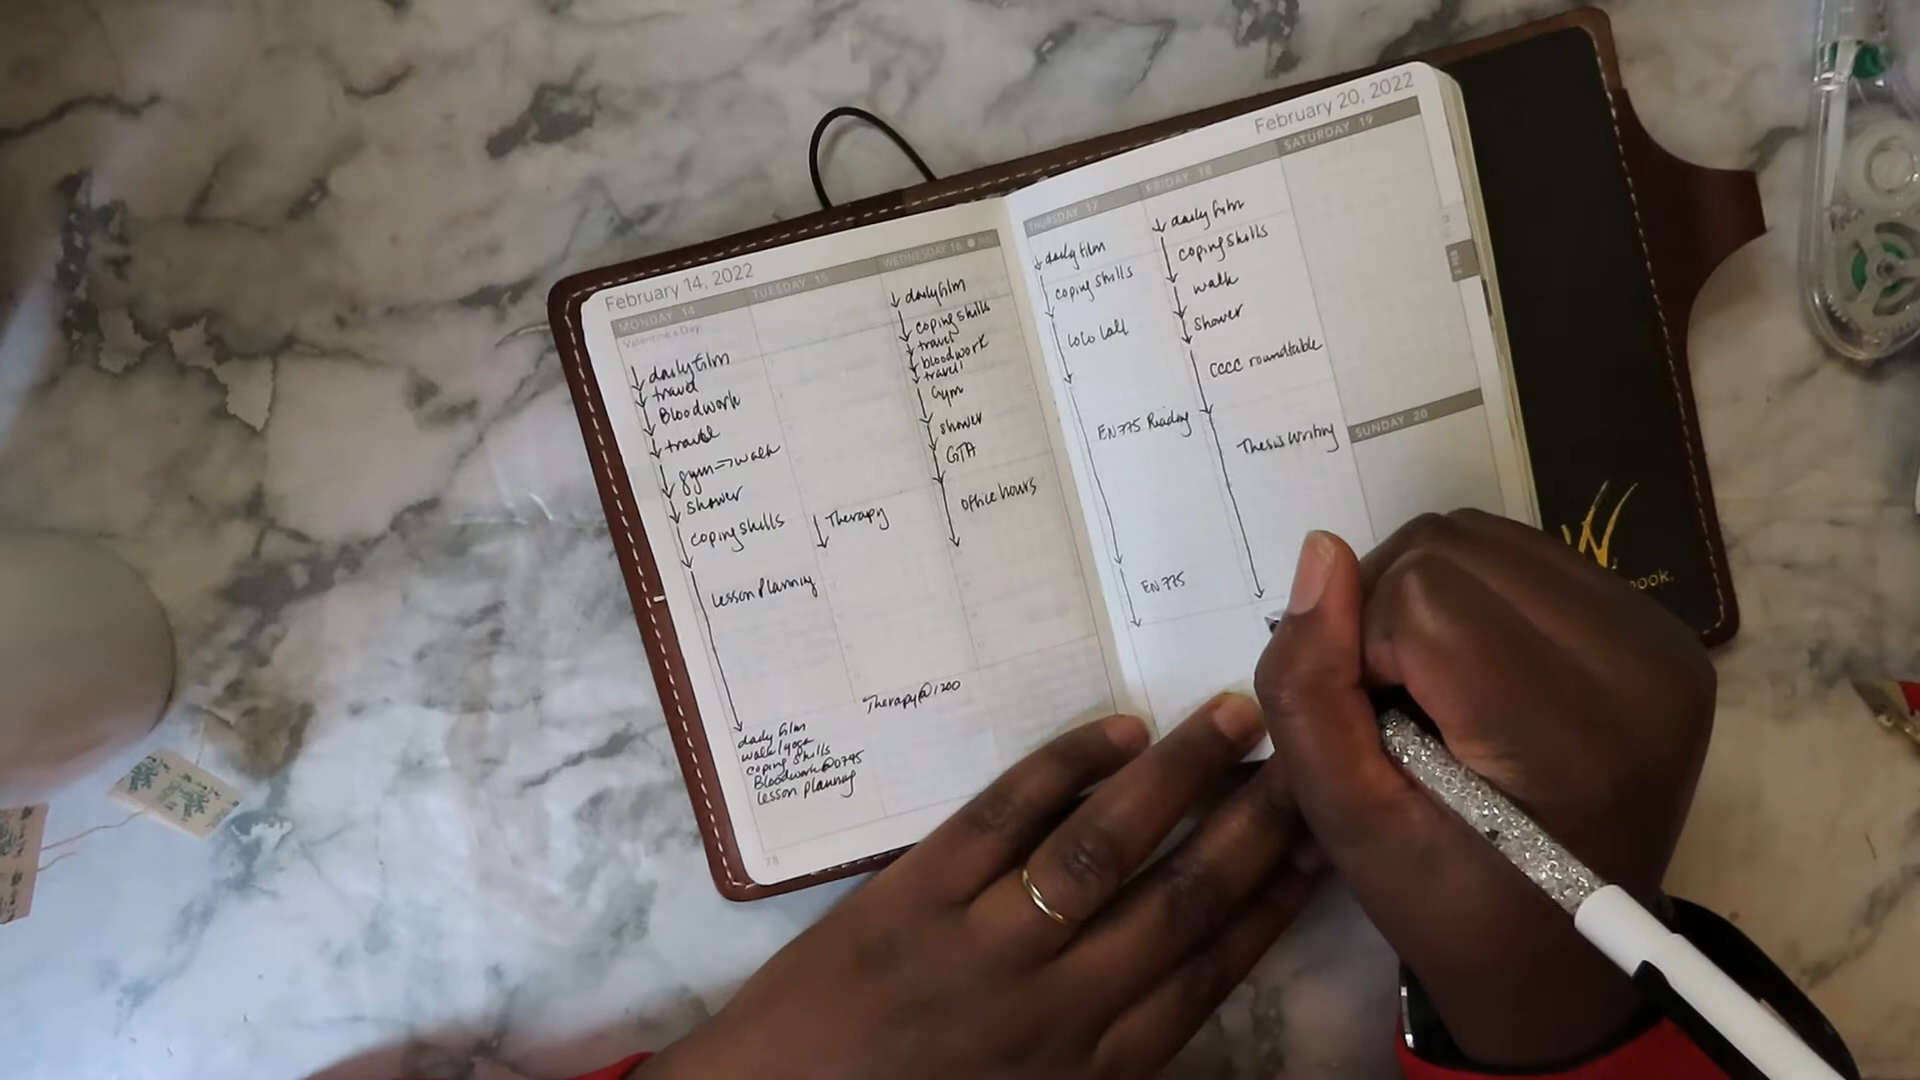 February 14, 2022
MONDAY 14
Valentine's Day
daily film
travel
Bloodwork
travel
gym->walk
shower
coping skills
lesson planning
daily film
walk/yoga
coping skills
Bloodwork@0745
lesson planning
78
TUESDAY 15
Therapy
Therapy@1200
WEDNESDAY 16
daily film
coping skills
travel
bloodwork
travel
Gym
shower
GTA
office hours
February 20, 2022
THURSDAY 17
daily film
coping skills
EN775 Reading
EN775
FRIDAY 18
daily film
coping skills
walk
shower
CCCC roundtable
Thesis Writing
SATURDAY 19
SUNDAY 20
book.